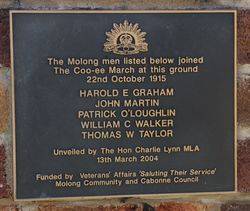 The Molong men listed below joined
The Coo-ee March at this ground
22nd October 1915
HAROLD E GRAHAM
JOHN MARTIN
PATRICK O'LOUGHLIN
WILLIAM C WALKER
THOMAS W TAYLOR
Unveiled by The Hon Charlie Lynn MLA
13th March 2004
Funded by Veterans' Affairs 'Saluting Their Service'
Molong Community and Cabonne Council